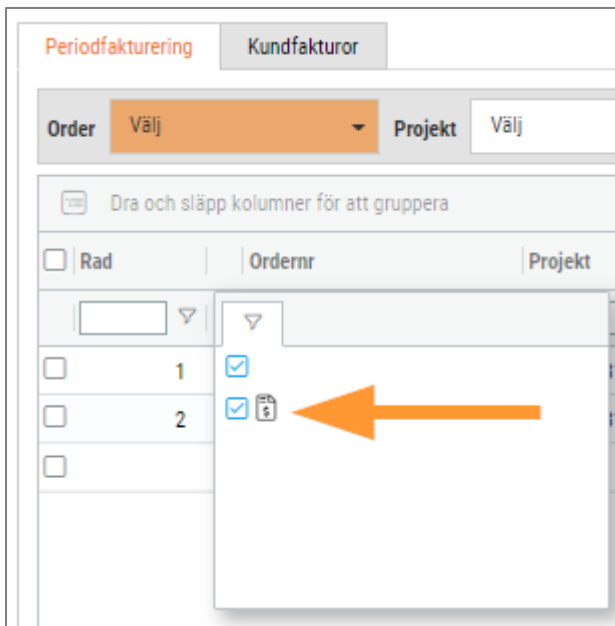 Periodfakturering Kundfakturor
Order Välj Projekt Välj
Dra och släpp kolumner för att gruppera
Rad Ordernr Projekt
1
2